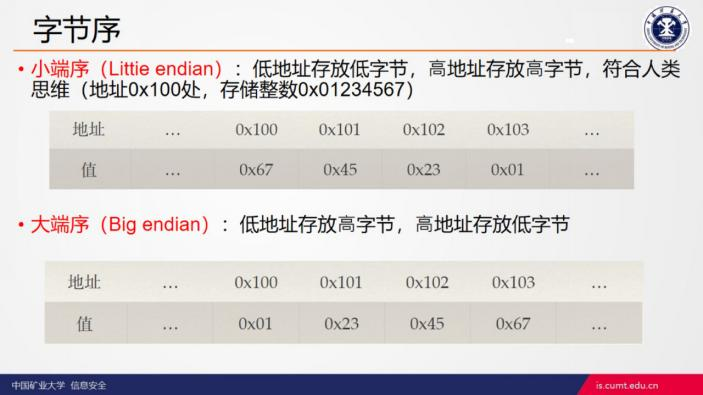 字节序
• 小端序（Littie endian）：低地址存放低字节，高地址存放高字节，符合人类
思维（地址0x100处，存储整数0x01234567）
地址 … 0x100 0x101 0x102 0x103 …
值 … 0x67 0x45 0x23 0x01 …
• 大端序（Big endian）：低地址存放高字节，高地址存放低字节
地址 … 0x100 0x101 0x102 0x103 …
值 … 0x01 0x23 0x45 0x67 …
中国矿业大学 信息安全
is.cumt.edu.cn